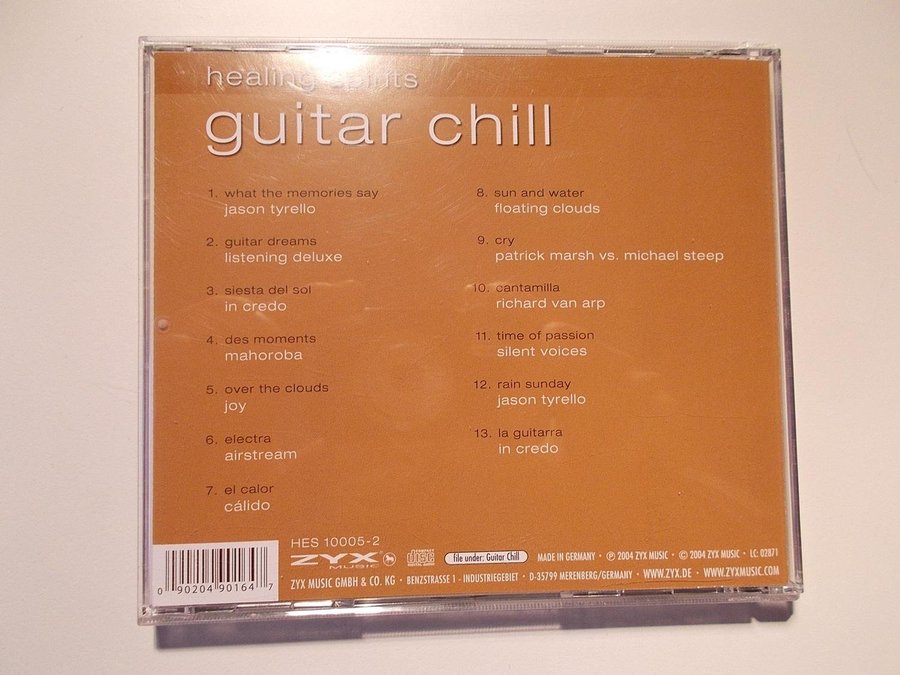 healing spirits
guitar chill
1. what the memories say
jason tyrello
2. guitar dreams
listening deluxe
3. siesta del sol
in credo
4. des moments
mahoroba
5. over the clouds
joy
6. electra
airstream
7. el calor
cálido
8. sun and water
floating clouds
9. cry
patrick marsh vs. michael steep
10. cantamilla
richard van arp
11. time of passion
silent voices
12. rain sunday
jason tyrello
13. la guitarra
in credo
HES 10005-2
ZYX MUSIC
COMPACT disc DIGITAL AUDIO
file under: Guitar Chill
MADE IN GERMANY · ℗ 2004 ZYX MUSIC · © 2004 ZYX MUSIC · LC: 02871
ZYX MUSIC GMBH & CO. KG · BENZSTRASSE 1 - INDUSTRIEGEBIET · D-35799 MERENBERG/GERMANY · WWW.ZYX.DE · WWW.ZYXMUSIC.COM
0 90204 90164 7